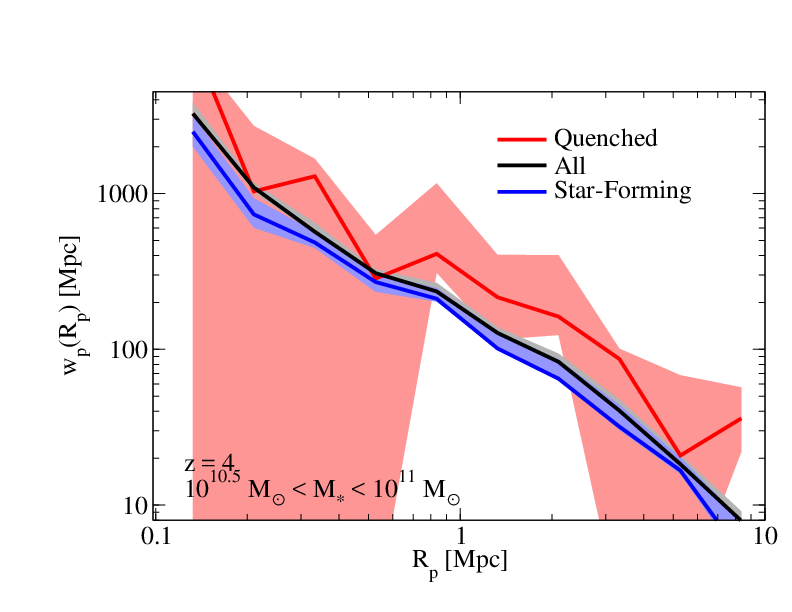 Quenched
All
Star-Forming
1000
100
10
w_p(R_p) [Mpc]
z = 4
10^10.5 M_⊙ < M_* < 10^11 M_⊙
0.1 1 10
R_p [Mpc]